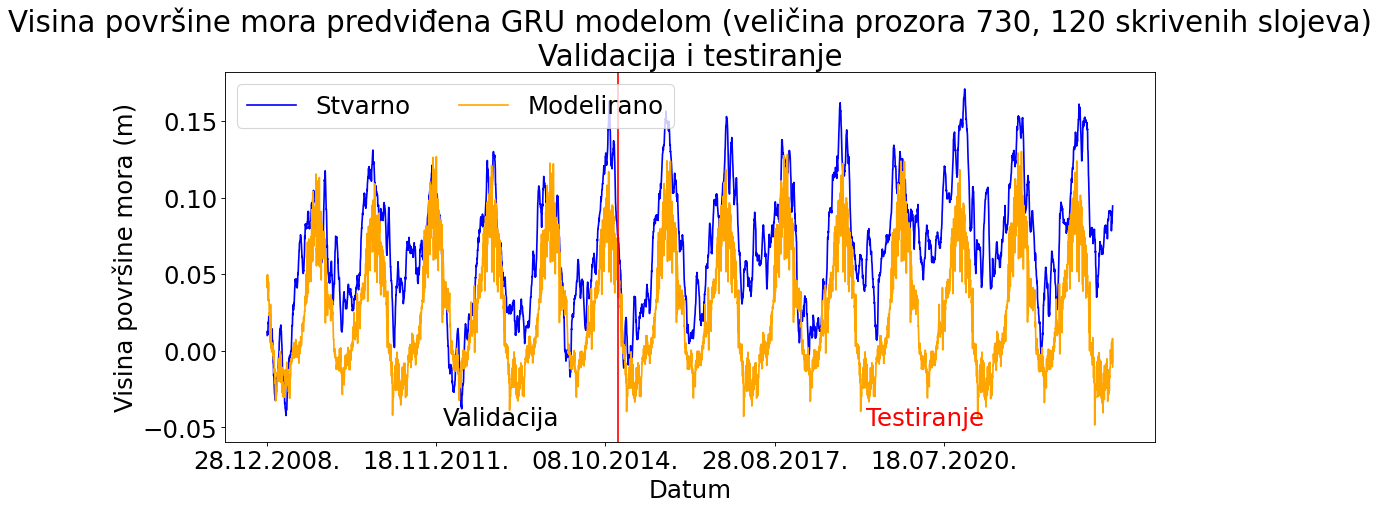 Visina površine mora predviđena GRU modelom (veličina prozora 730, 120 skrivenih slojeva)
Validacija i testiranje
Stvarno
Modelirano
Visina površine mora (m)
0.15
0.10
0.05
0.00
−0.05
Validacija
Testiranje
28.12.2008.
18.11.2011.
08.10.2014.
28.08.2017.
18.07.2020.
Datum